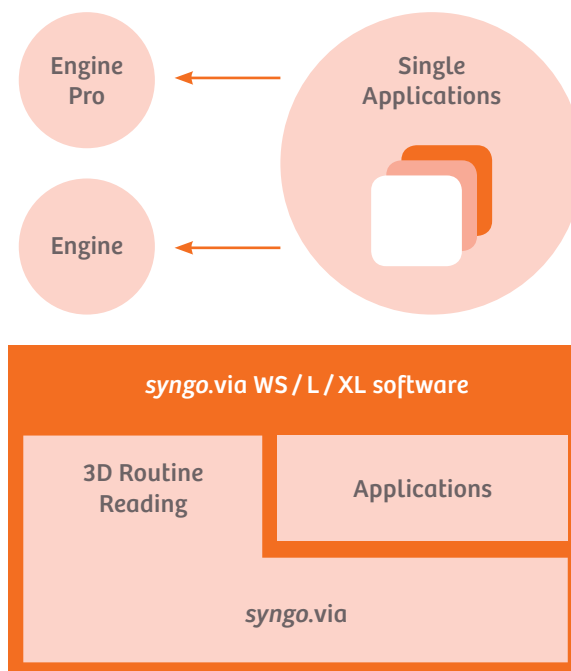 Engine
Pro
Single
Applications
Engine
syngo.via WS / L / XL software
3D Routine
Reading
Applications
syngo.via